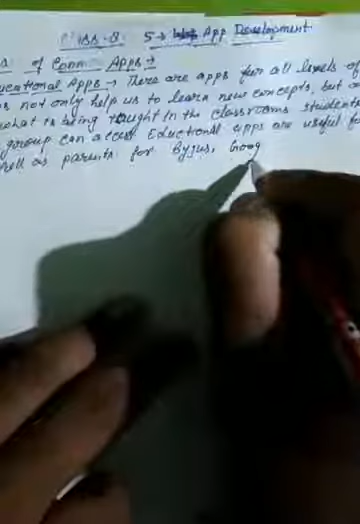 Class-8 5→ App Development
s of Common Apps→
ucational Apps→ There are apps for all levels of
s not only help us to learn new concepts, but a
what is being taught in the classrooms students
group can access Eductional apps are useful fo
well as parents for Byjus, Goog